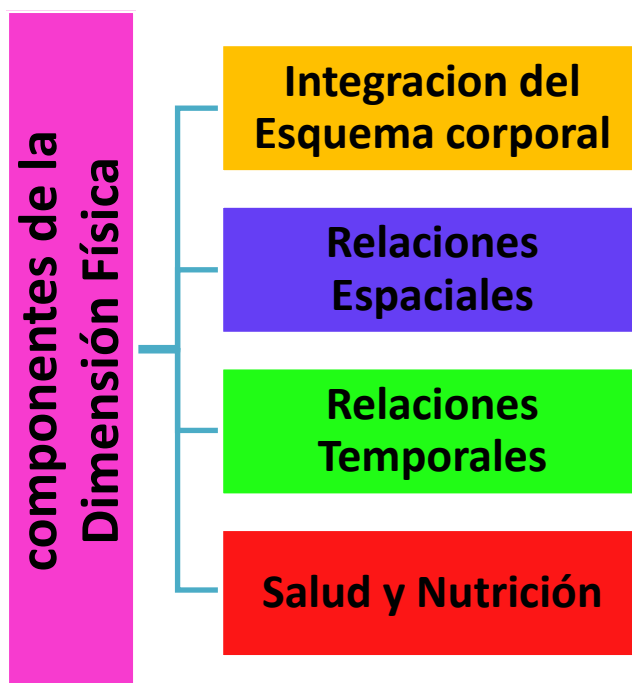 componentes de la
Dimensión Física
Integracion del
Esquema corporal
Relaciones
Espaciales
Relaciones
Temporales
Salud y Nutrición